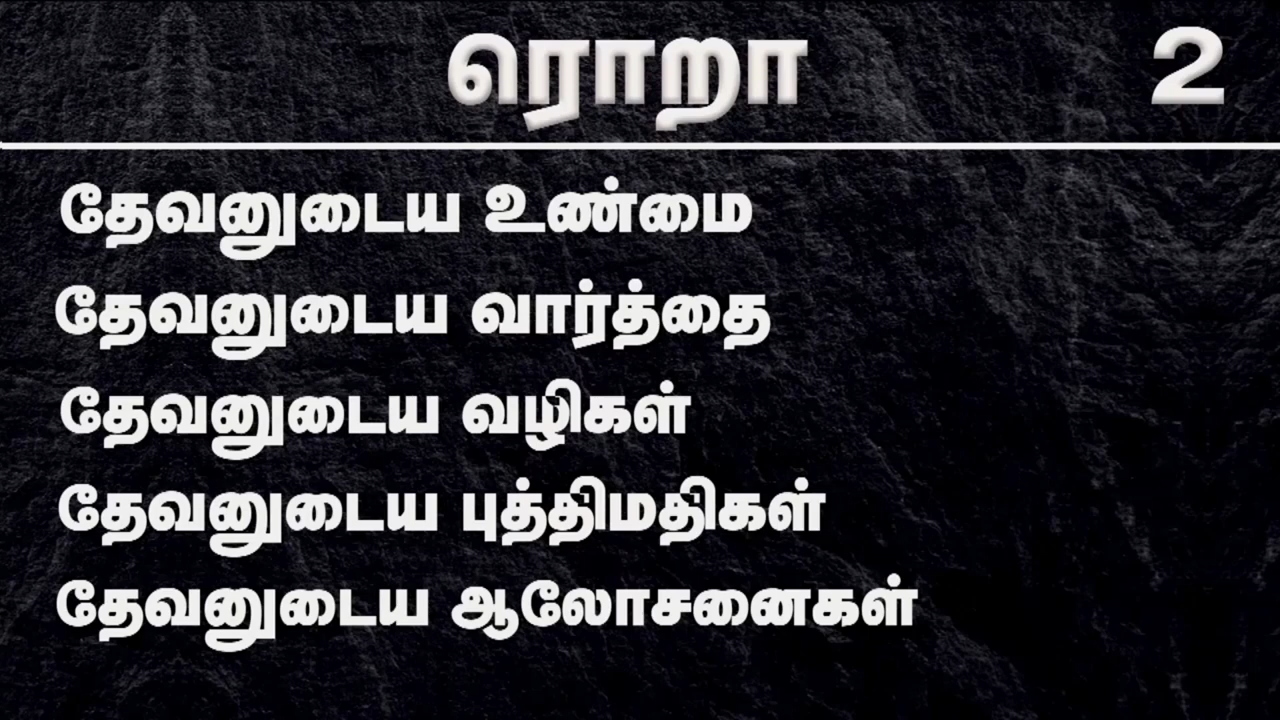 ரொறா 2
தேவனுடைய உண்மை
தேவனுடைய வார்த்தை
தேவனுடைய வழிகள்
தேவனுடைய புத்திமதிகள்
தேவனுடைய ஆலோசனைகள்